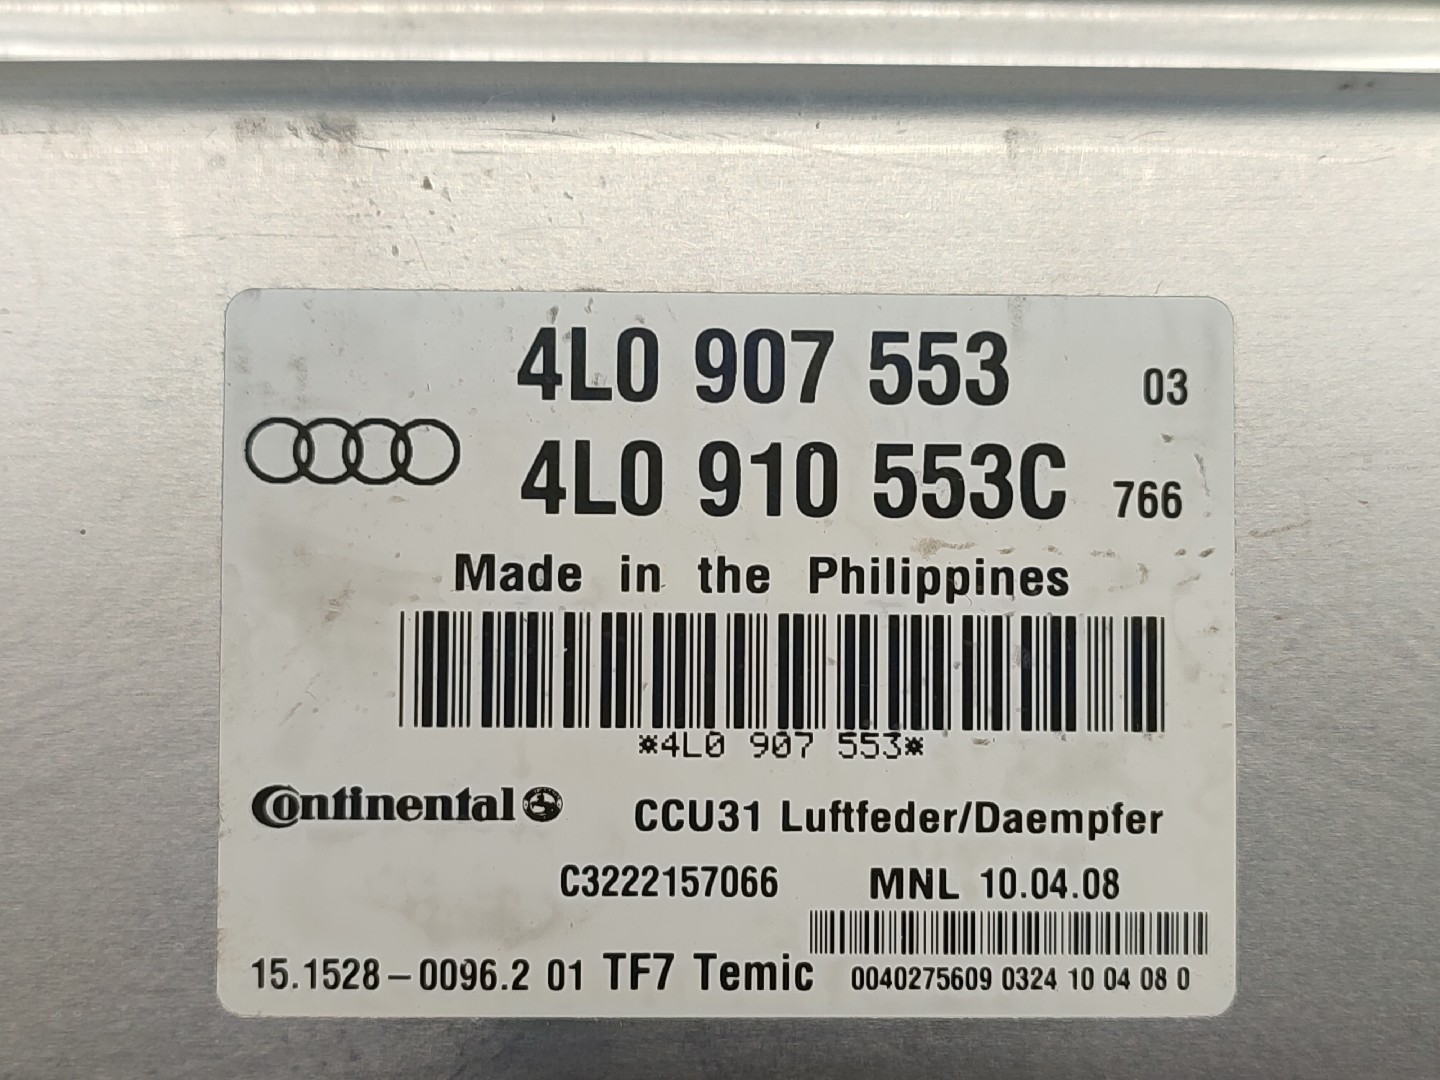 4L0 907 553 03
4L0 910 553C 766
Made in the Philippines
*4L0 907 553*
Continental CCU31 Luftfeder/Daempfer
C3222157066 MNL 10.04.08
15.1528-0096.2 01 TF7 Temic 0040275609 0324 10 04 08 0